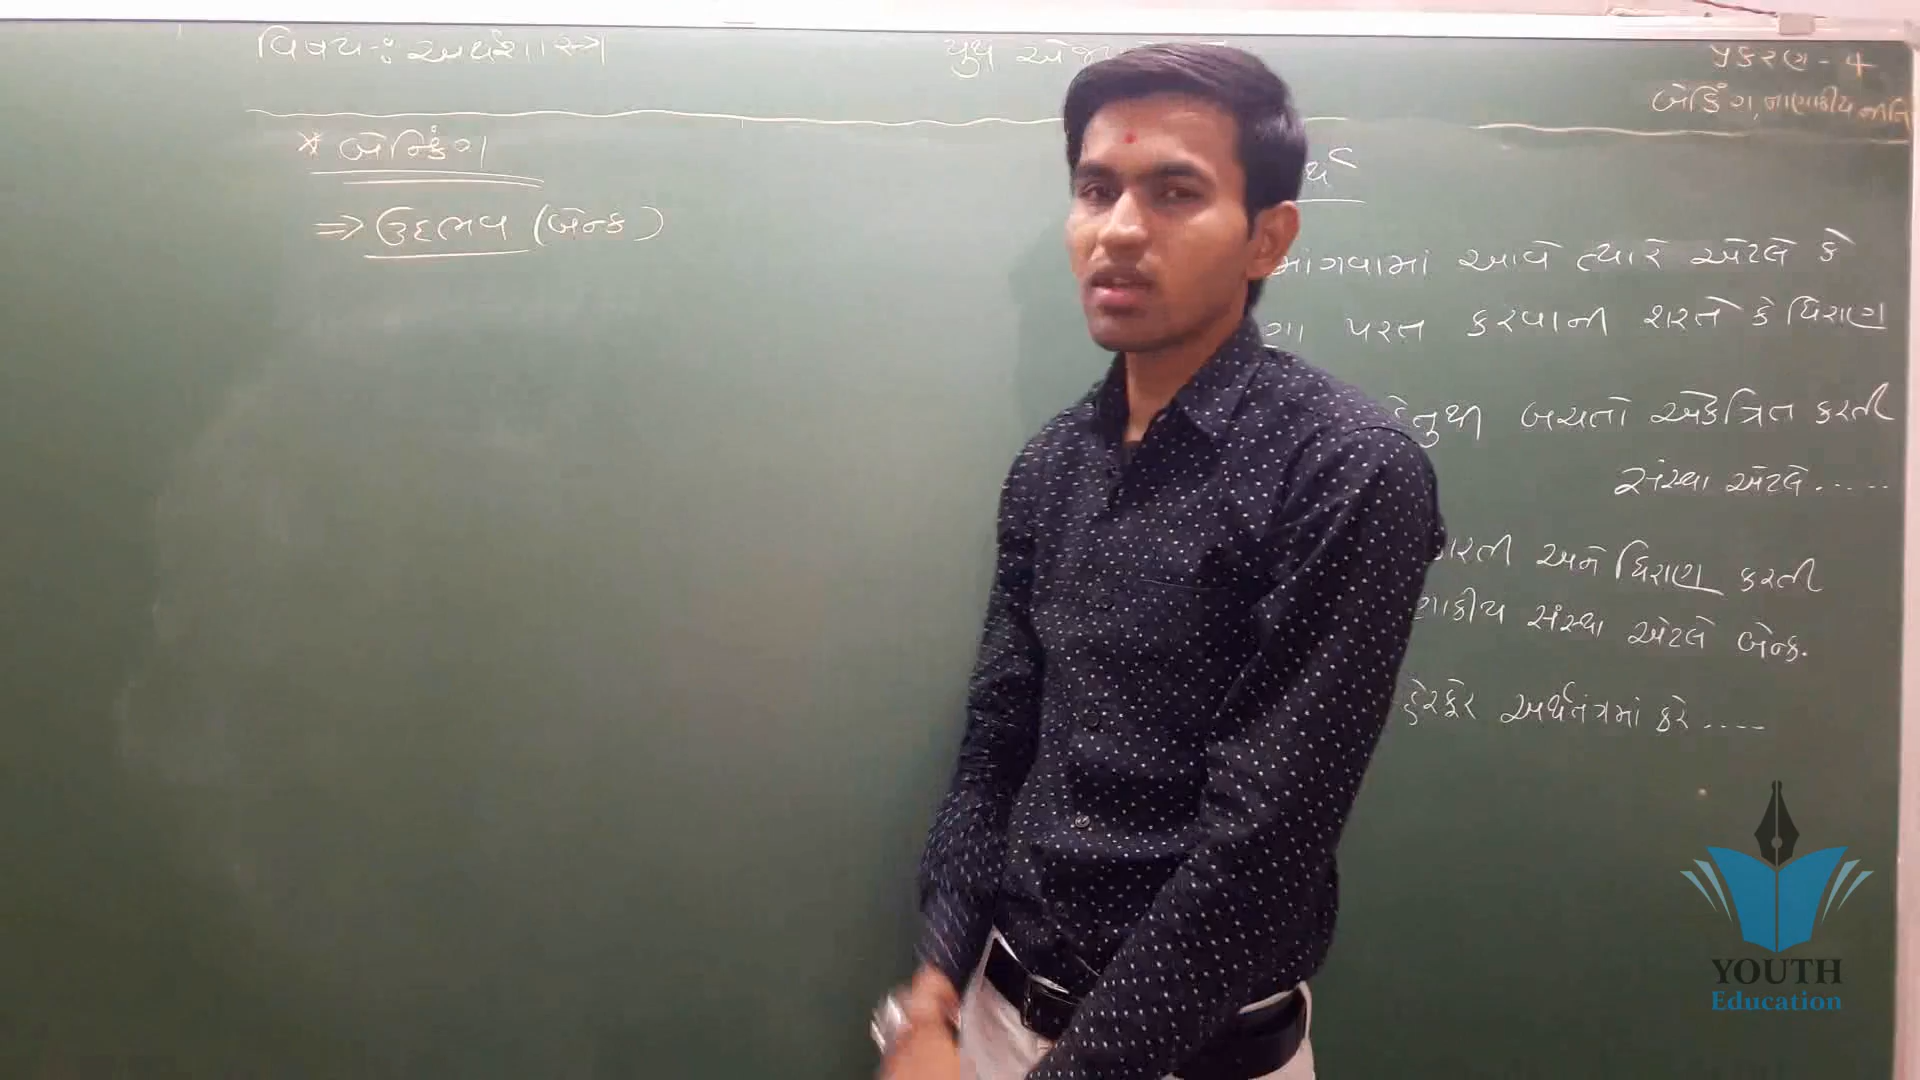 વિષય-: અર્થશાસ્ત્ર
યુથ એજ્યુ
પ્રકરણ - 4
બેંકિંગ, નાણાકીય નીતિ
* બેન્કિંગ
⇒ ઉદ્દભવ (બેન્ક)
માંગવામાં આવે ત્યારે એટલે કે
પરત કરવાની શરતે કે ધિરાણ
હેતુથી બચતો એકત્રિત કરતી
સંસ્થા એટલે.....
અને ધિરાણ કરતી
સંસ્થા એટલે બેન્ક.
હેરફેર અર્થતંત્રમાં કરે ----
YOUTH
Education